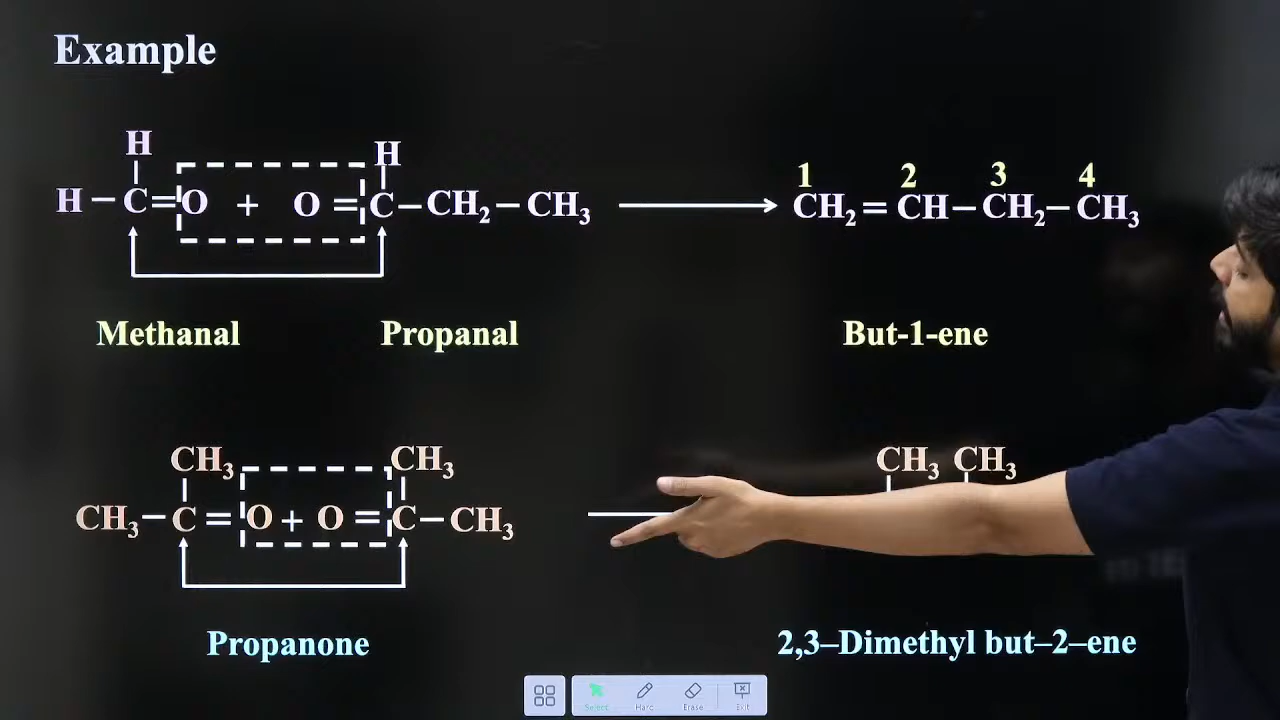 Example
H H
H – C = O + O = C – CH₂ – CH₃
1 2 3 4
CH₂ = CH – CH₂ – CH₃
Methanal Propanal But-1-ene
CH₃ CH₃ CH₃ CH₃
CH₃ – C = O + O = C – CH₃
Propanone 2,3–Dimethyl but–2–ene
Select Erase Exit